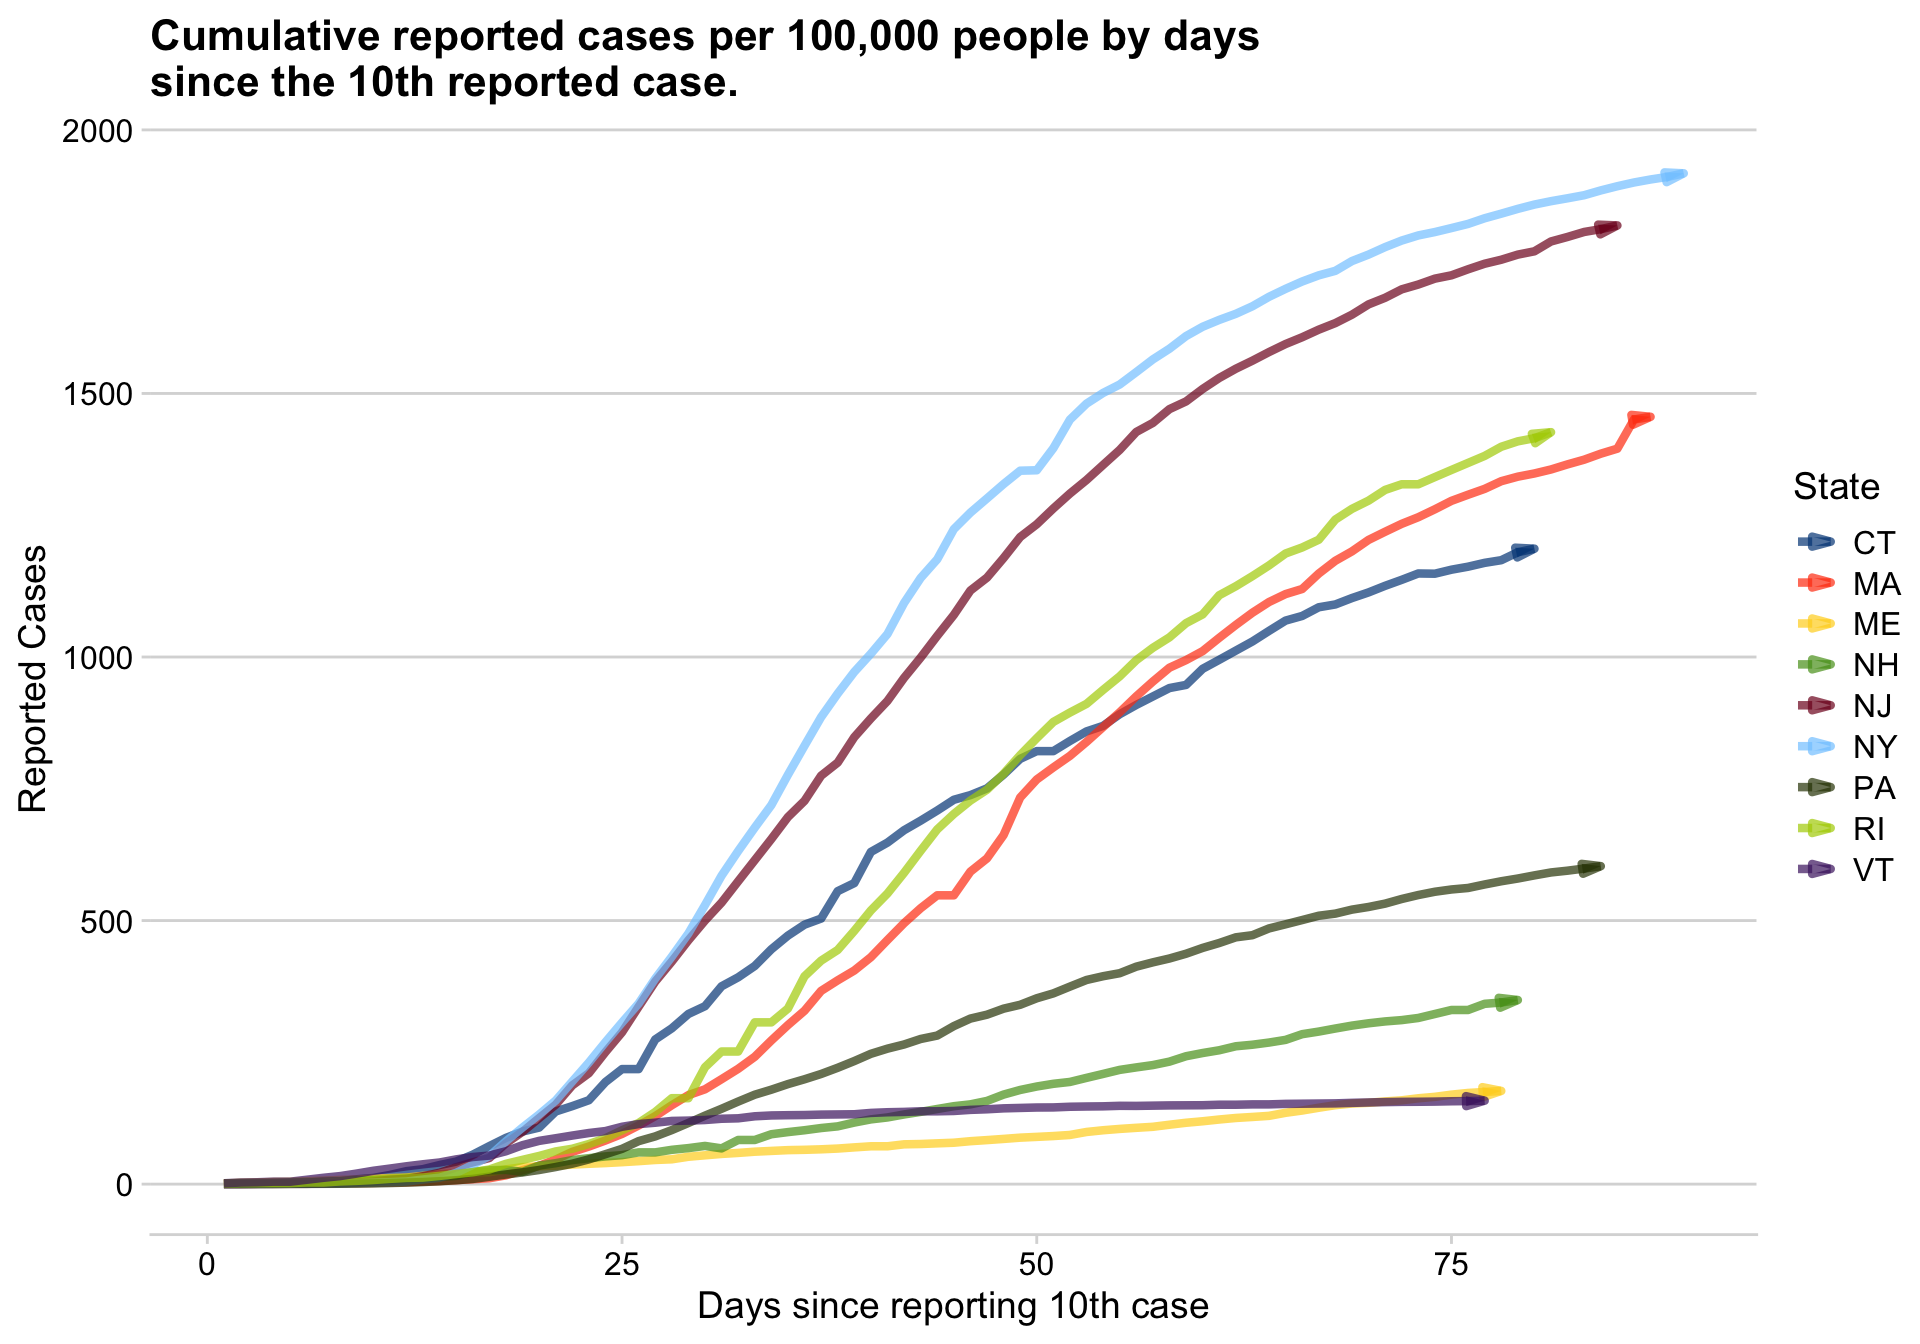 Cumulative reported cases per 100,000 people by days
since the 10th reported case.
2000
1500
1000
500
0
Reported Cases
0 25 50 75
Days since reporting 10th case
State
CT
MA
ME
NH
NJ
NY
PA
RI
VT